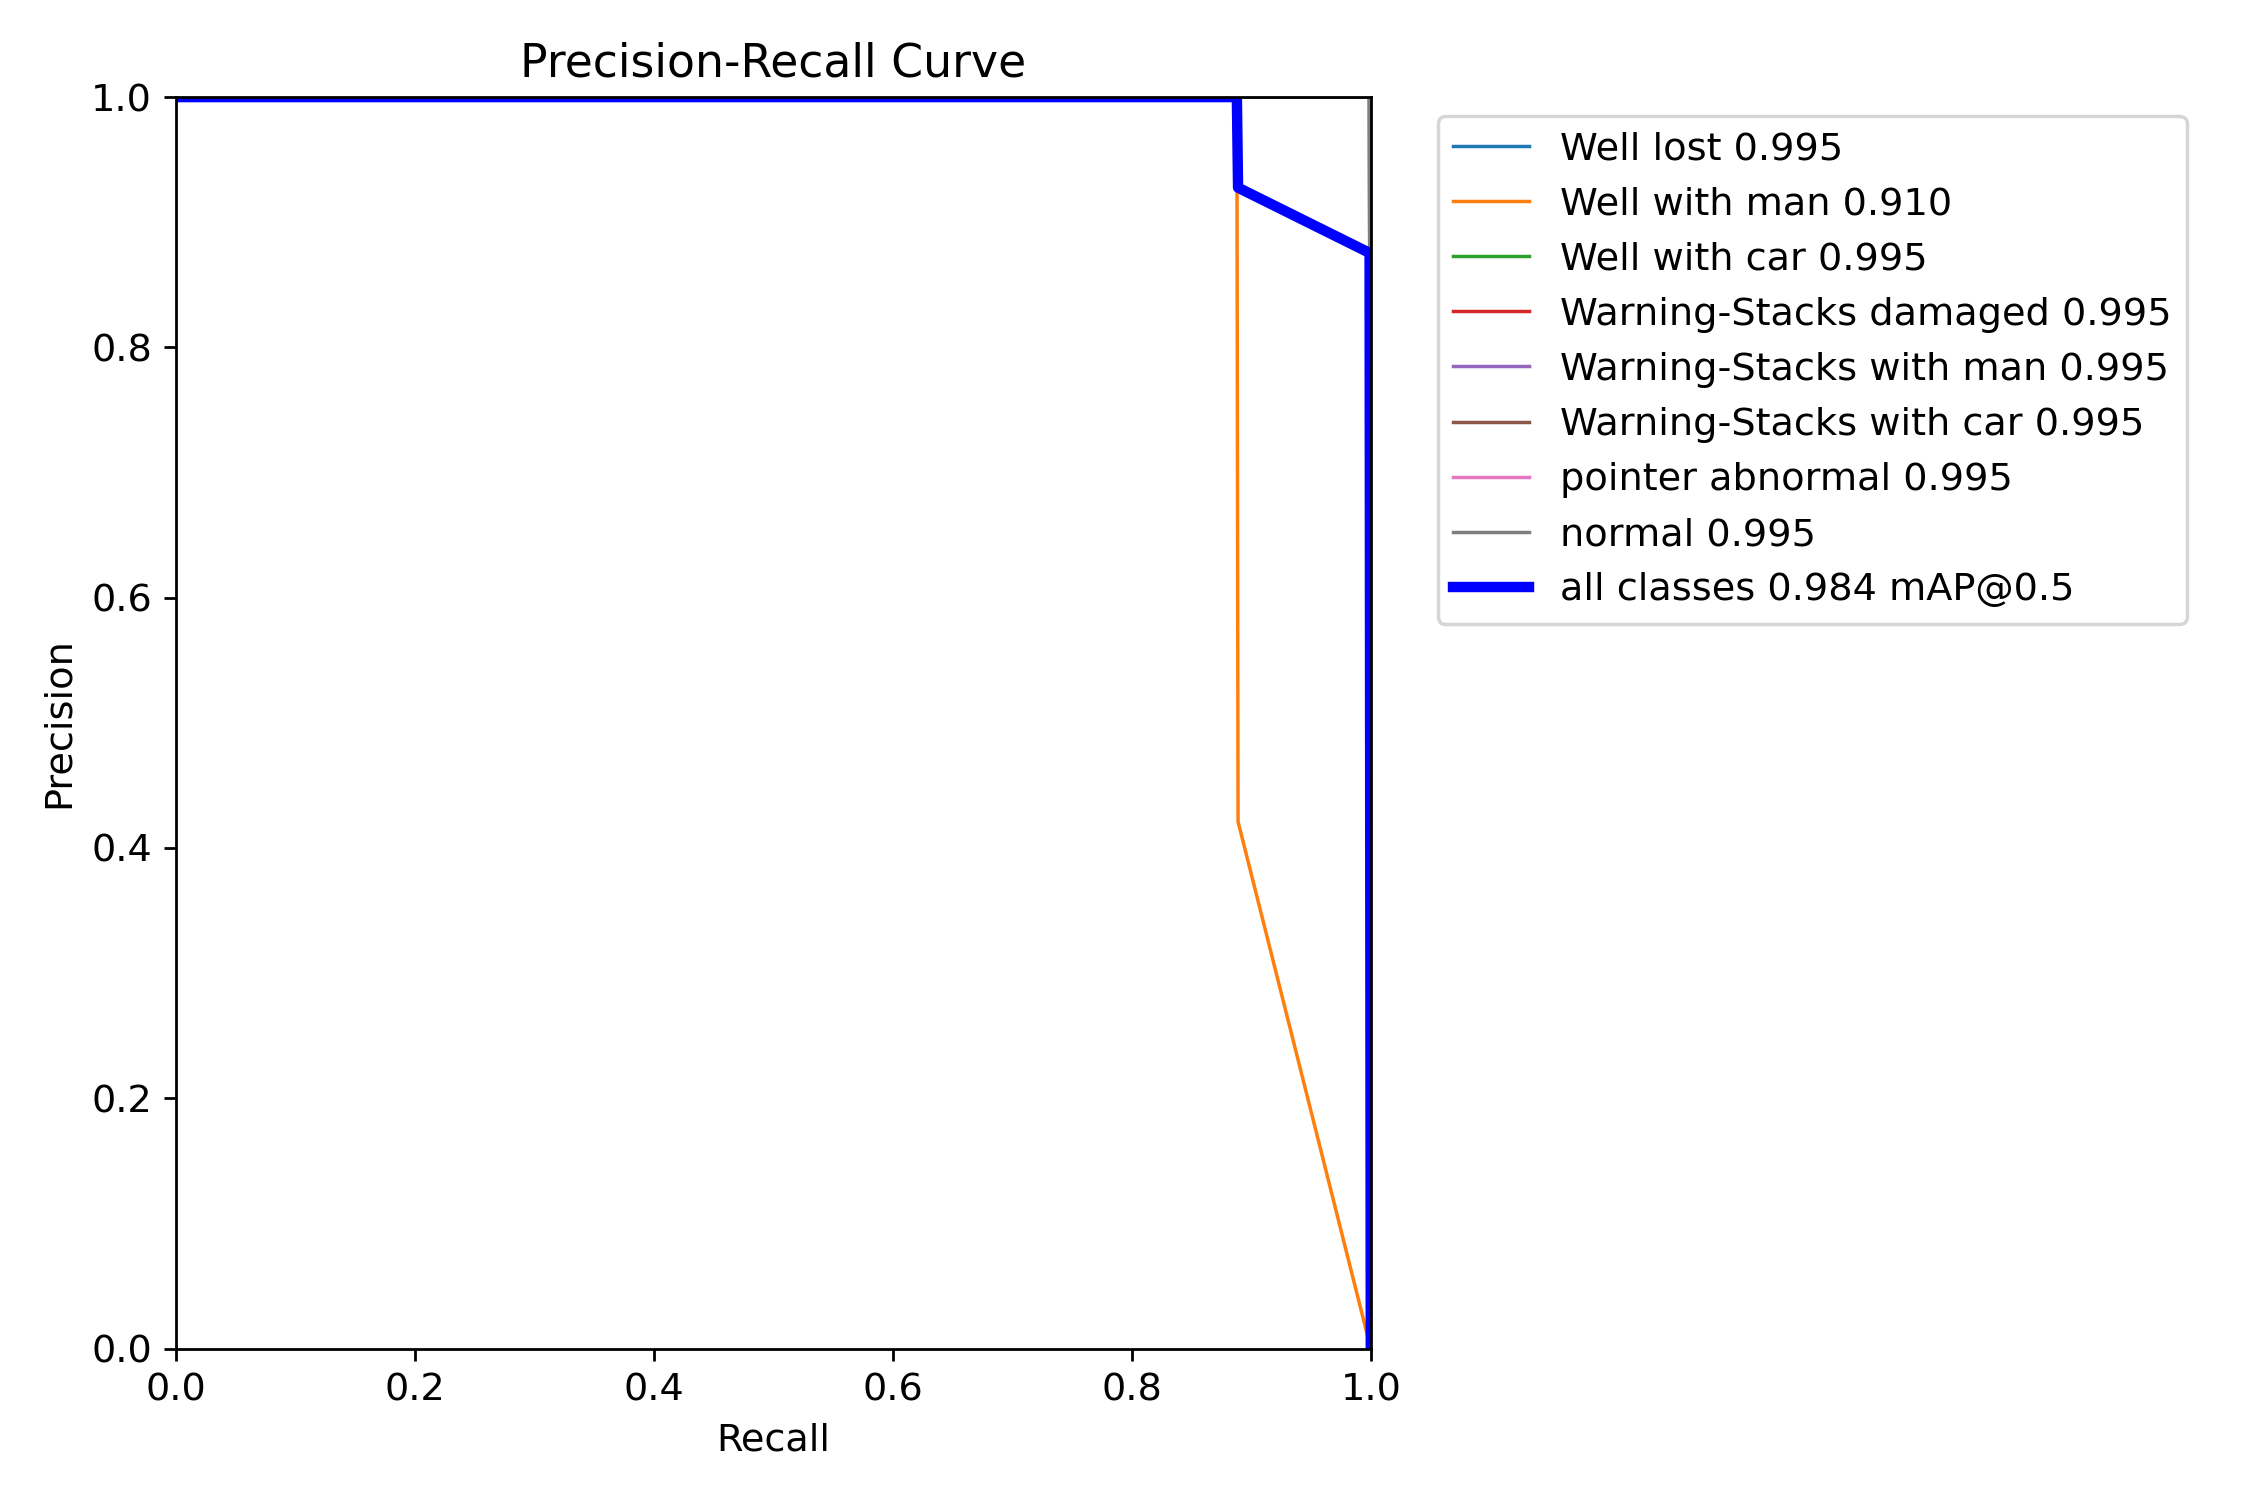 Precision-Recall Curve
1.0
0.8
0.6
0.4
0.2
0.0
Precision
0.0 0.2 0.4 0.6 0.8 1.0
Recall
Well lost 0.995
Well with man 0.910
Well with car 0.995
Warning-Stacks damaged 0.995
Warning-Stacks with man 0.995
Warning-Stacks with car 0.995
pointer abnormal 0.995
normal 0.995
all classes 0.984 mAP@0.5